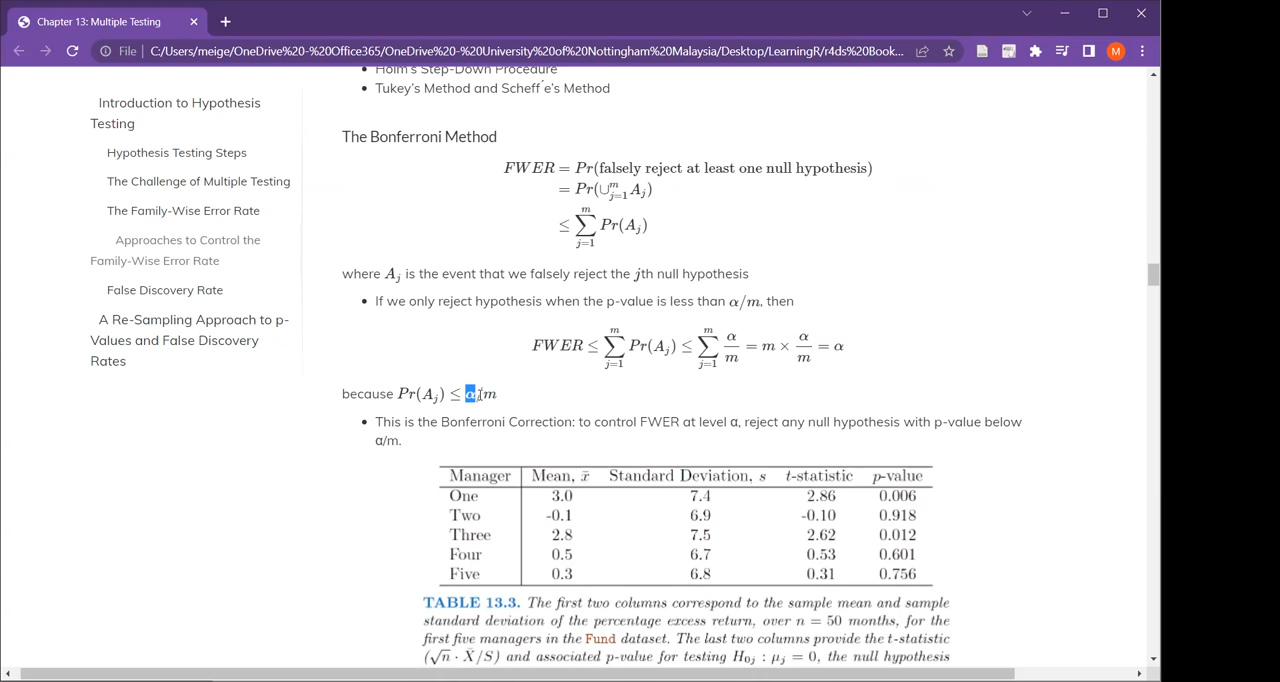 Chapter 13: Multiple Testing
File
C:/Users/meige/OneDrive%20-%20Office365/OneDrive%20-%20University%20of%20Nottingham%20Malaysia/Desktop/LearningR/r4ds%20Book...
M
Introduction to Hypothesis
Testing
Hypothesis Testing Steps
The Challenge of Multiple Testing
The Family-Wise Error Rate
Approaches to Control the
Family-Wise Error Rate
False Discovery Rate
A Re-Sampling Approach to p-
Values and False Discovery
Rates
Holm's Step-Down Procedure
• Tukey's Method and Scheff´e's Method
The Bonferroni Method
FWER = Pr(falsely reject at least one null hypothesis)
= Pr(∪_{j=1}^{m} A_j)
≤ ∑_{j=1}^{m} Pr(A_j)
where A_j is the event that we falsely reject the jth null hypothesis
• If we only reject hypothesis when the p-value is less than α/m, then
FWER ≤ ∑_{j=1}^{m} Pr(A_j) ≤ ∑_{j=1}^{m} α/m = m × α/m = α
because Pr(A_j) ≤ α/m
• This is the Bonferroni Correction: to control FWER at level α, reject any null hypothesis with p-value below
α/m.
Manager Mean, x̄ Standard Deviation, s t-statistic p-value
One 3.0 7.4 2.86 0.006
Two -0.1 6.9 -0.10 0.918
Three 2.8 7.5 2.62 0.012
Four 0.5 6.7 0.53 0.601
Five 0.3 6.8 0.31 0.756
TABLE 13.3. The first two columns correspond to the sample mean and sample
standard deviation of the percentage excess return, over n = 50 months, for the
first five managers in the Fund dataset. The last two columns provide the t-statistic
(√n · X̄/S) and associated p-value for testing H_{0j} : μ_j = 0, the null hypothesis